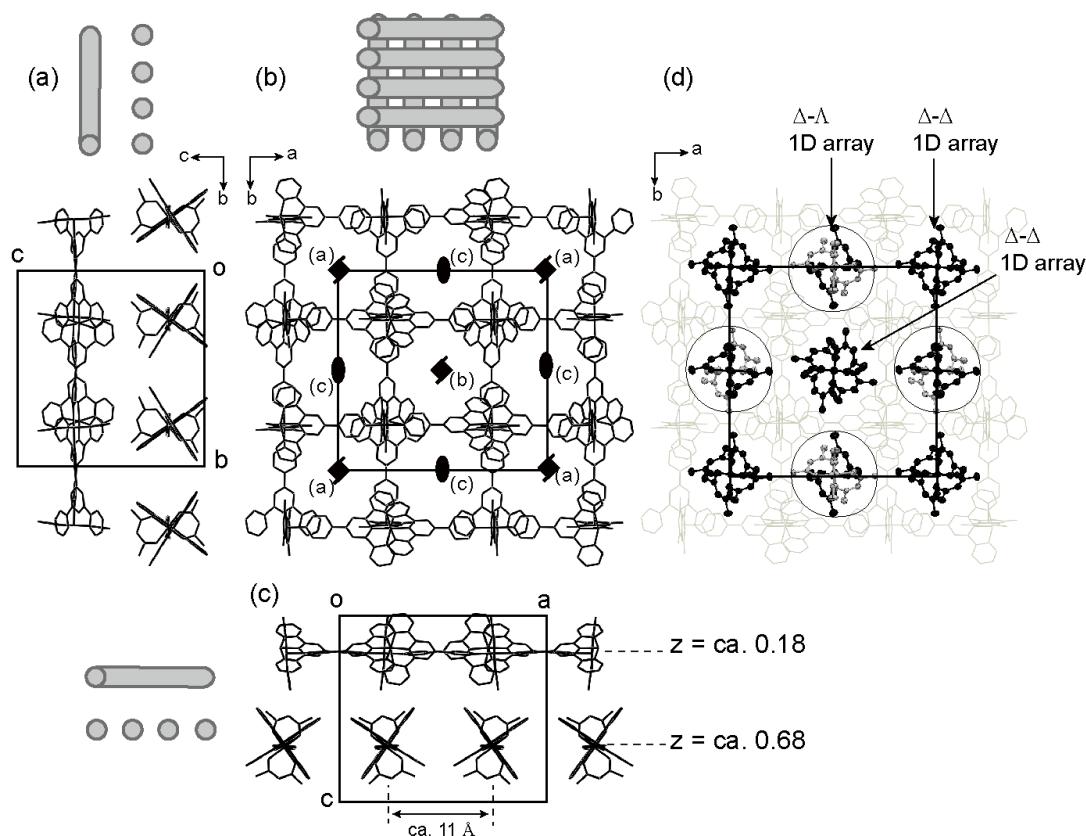 (a)
(b)
(d)
Δ-Λ
1D array
Δ-Δ
1D array
Δ-Δ
1D array
c
b
a
b
a
b
c
o
b
(a)
(c)
(a)
(c)
(b)
(c)
(a)
(c)
(a)
(c)
o
a
z = ca. 0.18
z = ca. 0.68
c
ca. 11 Å